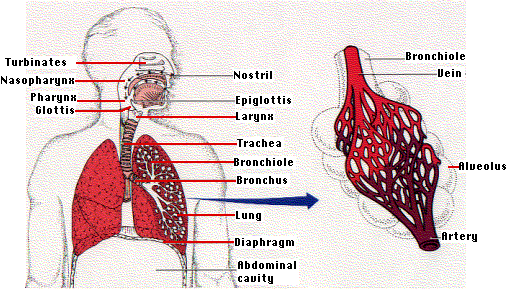 Turbinates
Nasopharynx
Pharynx
Glottis
Nostril
Epiglottis
Larynx
Trachea
Bronchiole
Bronchus
Lung
Diaphragm
Abdominal
cavity
Bronchiole
Vein
Alveolus
Artery